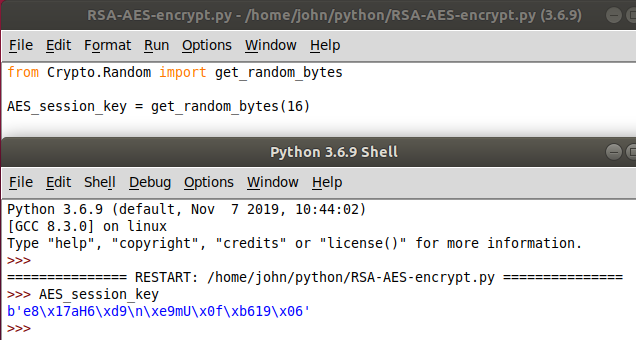 RSA-AES-encrypt.py - /home/john/python/RSA-AES-encrypt.py (3.6.9)
File Edit Format Run Options Window Help
from Crypto.Random import get_random_bytes
AES_session_key = get_random_bytes(16)
Python 3.6.9 Shell
File Edit Shell Debug Options Window Help
Python 3.6.9 (default, Nov  7 2019, 10:44:02)
[GCC 8.3.0] on linux
Type "help", "copyright", "credits" or "license()" for more information.
>>>
=============== RESTART: /home/john/python/RSA-AES-encrypt.py ===============
>>> AES_session_key
b'e8\x17aH6\xd9\n\xe9mU\x0f\xb619\x06'
>>>